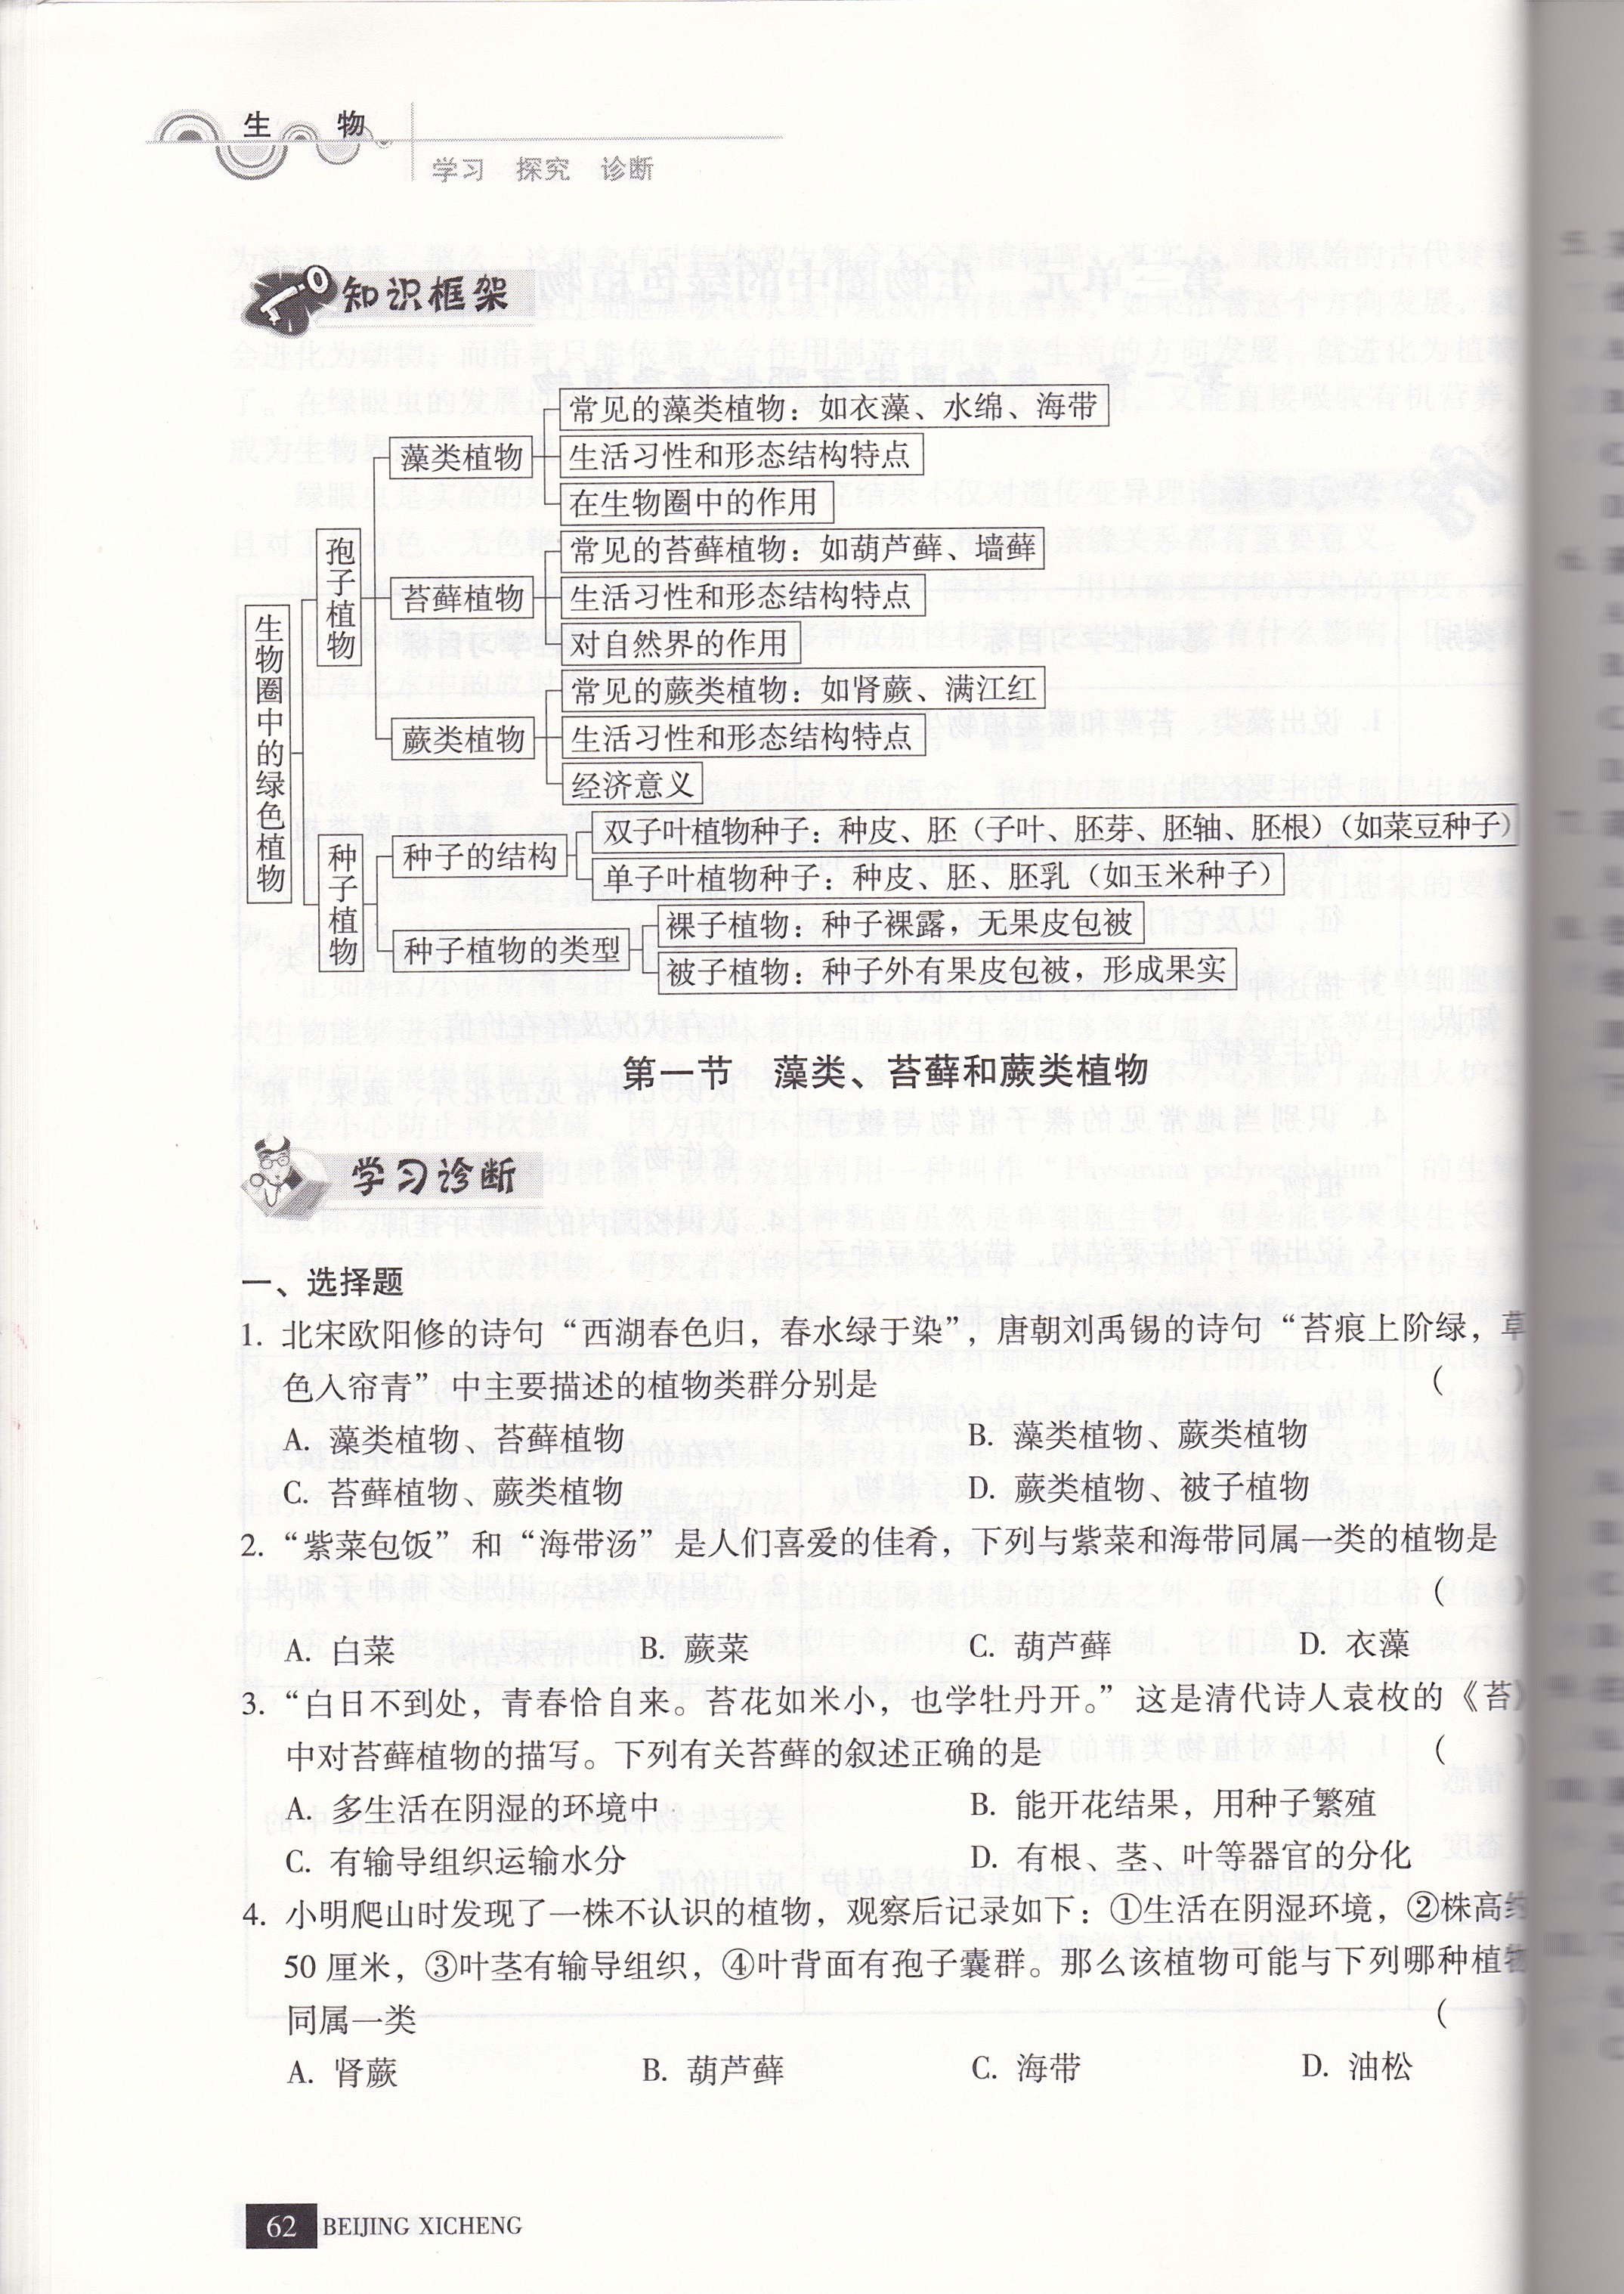 生 物
学习 探究 诊断
知识框架
生物圈中的绿色植物
孢子植物
藻类植物
常见的藻类植物：如衣藻、水绵、海带
生活习性和形态结构特点
在生物圈中的作用
苔藓植物
常见的苔藓植物：如葫芦藓、墙藓
生活习性和形态结构特点
对自然界的作用
蕨类植物
常见的蕨类植物：如肾蕨、满江红
生活习性和形态结构特点
经济意义
种子植物
种子的结构
双子叶植物种子：种皮、胚（子叶、胚芽、胚轴、胚根）（如菜豆种子）
单子叶植物种子：种皮、胚、胚乳（如玉米种子）
种子植物的类型
裸子植物：种子裸露，无果皮包被
被子植物：种子外有果皮包被，形成果实
第一节 藻类、苔藓和蕨类植物
学习诊断
一、选择题
1. 北宋欧阳修的诗句“西湖春色归，春水绿于染”，唐朝刘禹锡的诗句“苔痕上阶绿，草
色入帘青”中主要描述的植物类群分别是 （ ）
A. 藻类植物、苔藓植物 B. 藻类植物、蕨类植物
C. 苔藓植物、蕨类植物 D. 蕨类植物、被子植物
2. “紫菜包饭”和“海带汤”是人们喜爱的佳肴，下列与紫菜和海带同属一类的植物是
（ ）
A. 白菜 B. 蕨菜 C. 葫芦藓 D. 衣藻
3. “白日不到处，青春恰自来。苔花如米小，也学牡丹开。”这是清代诗人袁枚的《苔》
中对苔藓植物的描写。下列有关苔藓的叙述正确的是 （ ）
A. 多生活在阴湿的环境中 B. 能开花结果，用种子繁殖
C. 有输导组织运输水分 D. 有根、茎、叶等器官的分化
4. 小明爬山时发现了一株不认识的植物，观察后记录如下：①生活在阴湿环境，②株高约
50 厘米，③叶茎有输导组织，④叶背面有孢子囊群。那么该植物可能与下列哪种植物
同属一类 （ ）
A. 肾蕨 B. 葫芦藓 C. 海带 D. 油松
62 BEIJING XICHENG